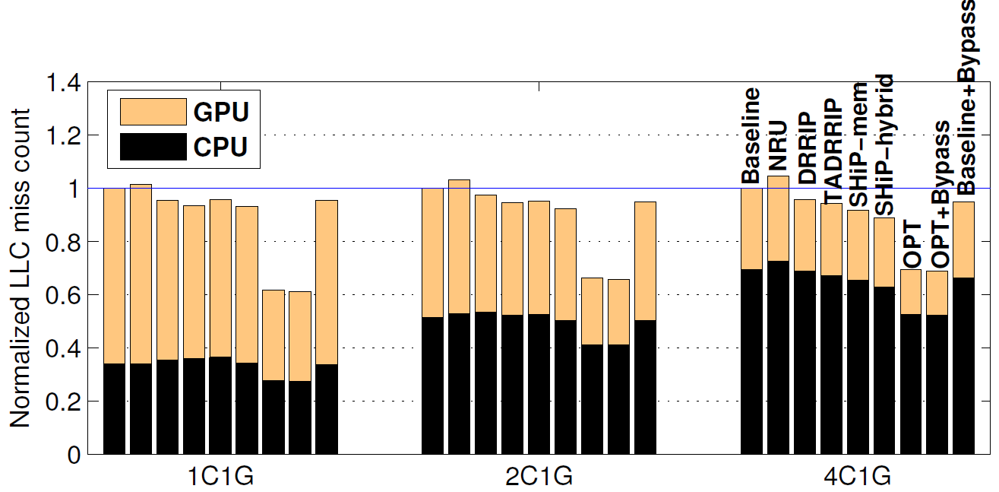 Normalized LLC miss count
1.4
1.2
1
0.8
0.6
0.4
0.2
0
GPU
CPU
Baseline
NRU
DRRIP
TADRRIP
SHiP−mem
SHiP−hybrid
OPT
OPT+Bypass
Baseline+Bypass
1C1G
2C1G
4C1G